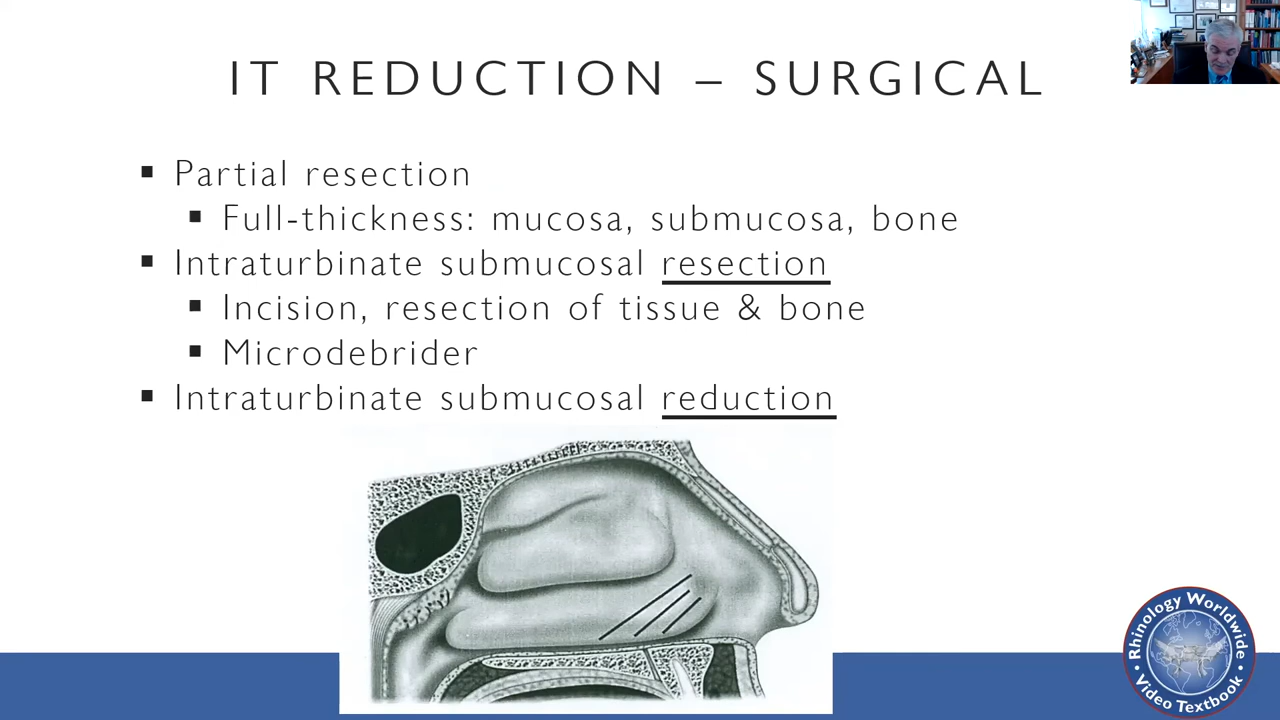 IT REDUCTION – SURGICAL
▪ Partial resection
▪ Full-thickness: mucosa, submucosa, bone
▪ Intraturbinate submucosal resection
▪ Incision, resection of tissue & bone
▪ Microdebrider
▪ Intraturbinate submucosal reduction
Rhinology Worldwide
• Video Textbook •